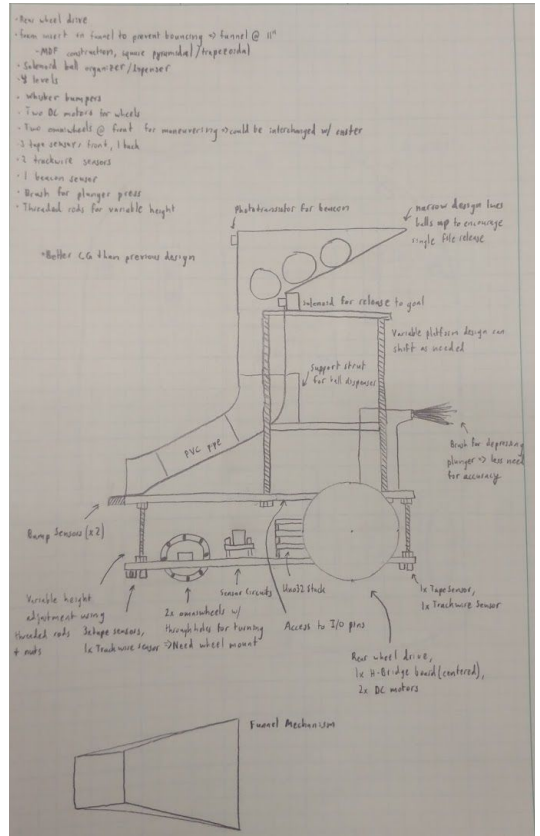 · Rear wheel drive
· foam insert on funnel to prevent bouncing => funnel @ 11"
- MDF construction, square pyramidal/trapezoidal
· Solenoid ball organizer/dispenser
· 4 levels
· Whisker bumpers
· Two DC motors for wheels
· Two omniwheels @ front for maneuvering => could be interchanged w/ caster
· 3 tape sensors front, 1 back
· 2 trackwire sensors
· 1 beacon sensor
· Brush for plunger press
· Threaded rods for variable height
Phototransistor for beacon
narrow design lines
balls up to encourage
single file release
*Better CG than previous design
Solenoid for release to goal
Variable platform design can
shift as needed
Support strut
for ball dispenser
PVC pipe
Brush for depressing
plunger => less need
for accuracy
Bump Sensors (x2)
Variable height
adjustment using
threaded rods
+ nuts
3x tape sensors,
1x Trackwire sensor
2x omniwheels w/
through holes for turning
=> Need wheel mount
Sensor Circuits
Uno32 Stack
Access to I/O pins
1x Tape Sensor,
1x Trackwire Sensor
Rear wheel drive,
1x H-Bridge board (centered),
2x DC motors
Funnel Mechanism